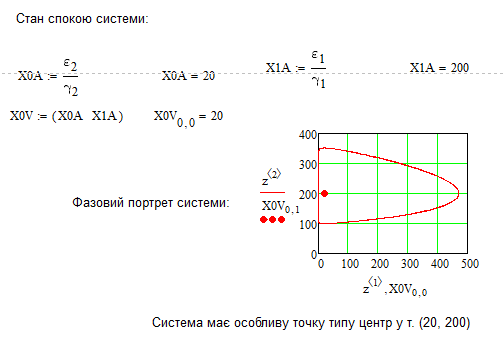 Стан спокою системи:
X0A := ε₂/γ₂ X0A = 20 X1A := ε₁/γ₁ X1A = 200
X0V := (X0A X1A) X0V₀,₀ = 20
Фазовий портрет системи:
z⟨2⟩
X0V₀,₁
400
300
200
100
0
0 100 200 300 400 500
z⟨1⟩, X0V₀,₀
Система має особливу точку типу центр у т. (20, 200)